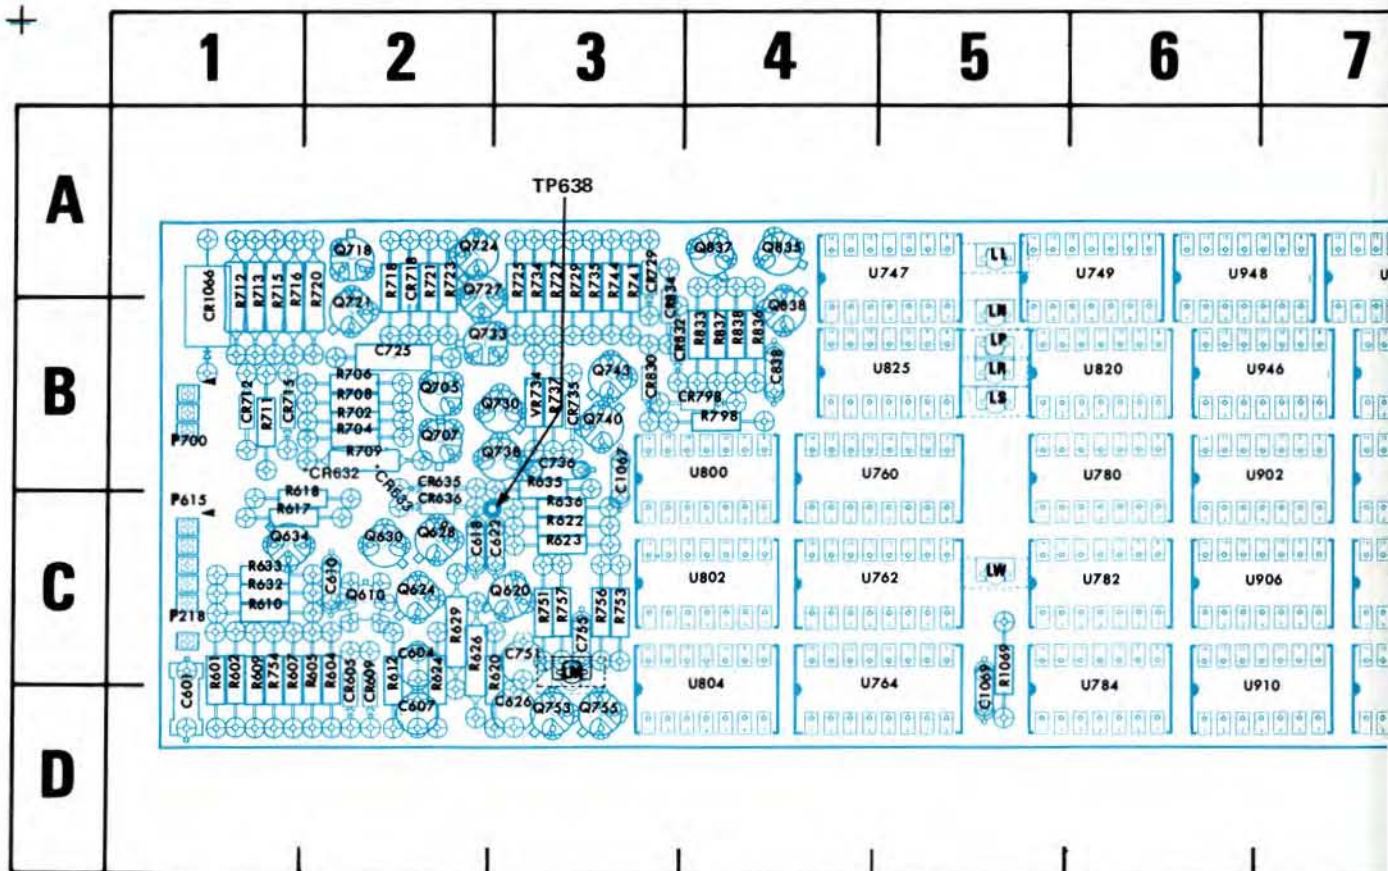 1 2 3 4 5 6 7
A
TP638
Q718 Q724 Q837 Q835
CR1066 R712 R713 R715 R716 R720 R718 CR718 R721 R723 R725 R734 R727 R729 R735 R744 R741 CR729 CR834
U747 LL U749 U948
Q721 Q727 Q838
LN
B
Q733 CR832 R833 R837 R838 R836 C838
C725 LP
R706 Q743 CR830 U825 LR U820 U946
CR712 R711 CR715 R708 Q705 VR734 R737 CR735
R702 Q730 CR798 LS
R704 Q740 R798
P700 Q707
R709 Q738
*CR632 *CR633 CR635 C736 C1067 U800 U760 U780 U902
R635
P615 R618 CR636 R636
R617 R622
C
Q634 Q630 Q628 C618 C622 R623
R633 C610 U802 U762 LW U782 U906
R632 Q610 Q624 Q620 R751 R757 R756 R753
R610 R629
P218 C755
R626
C604 C751
C601 R601 R602 R609 R754 R607 R605 R604 CR605 CR609 R612 R624 R620 LM U804 U764 C1069 R1069 U784 U910
C607 C626 Q753 Q755
D